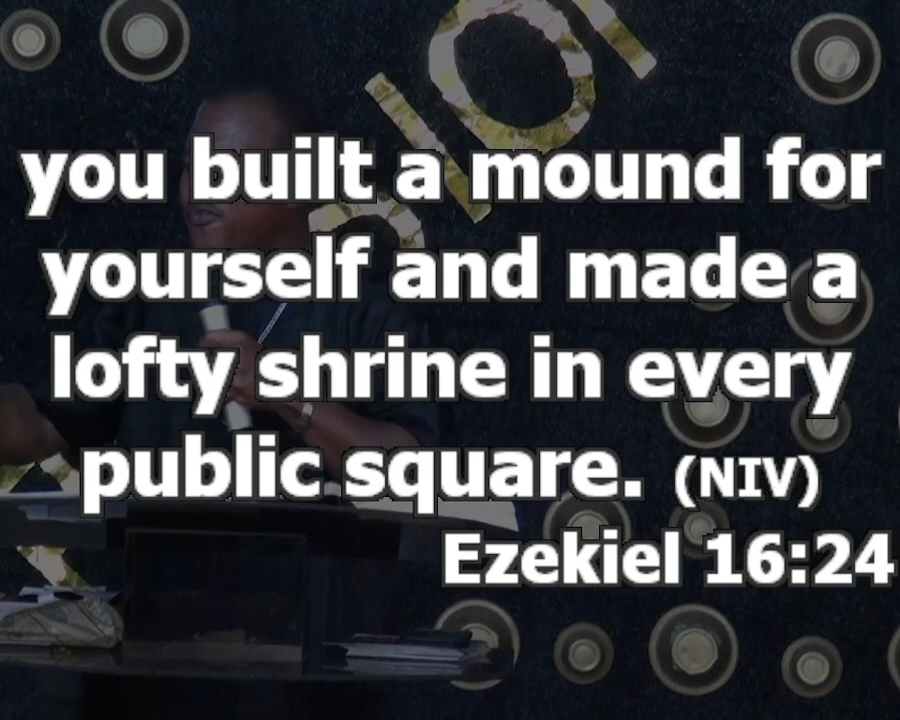 you built a mound for
yourself and made a
lofty shrine in every
public square. (NIV)
Ezekiel 16:24